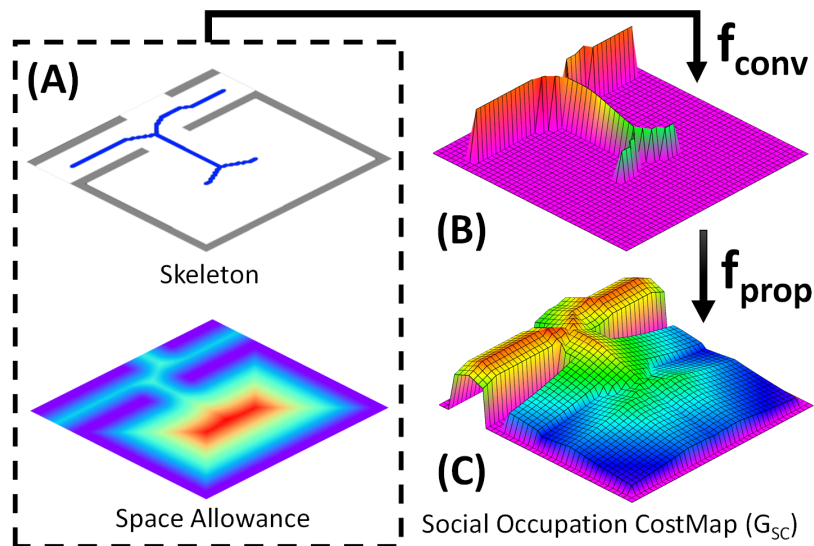 (A)
f_conv
Skeleton
(B)
f_prop
(C)
Space Allowance
Social Occupation CostMap (G_SC)